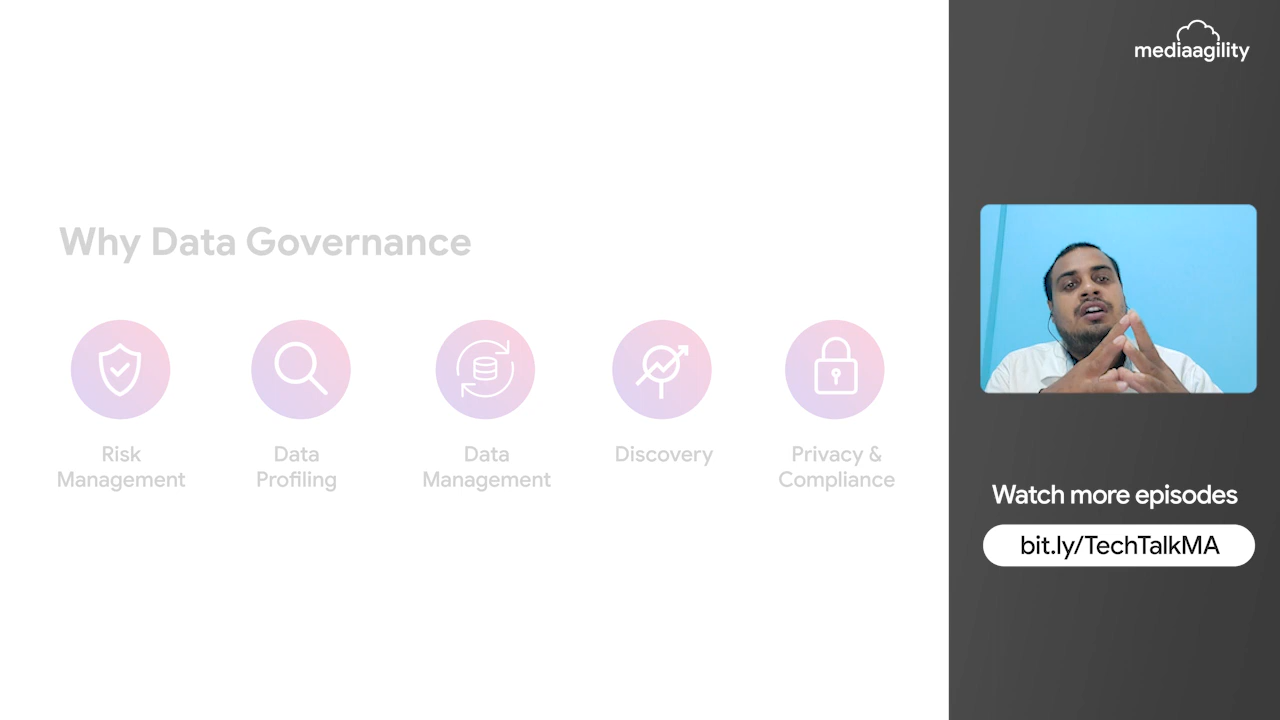 mediaagility
Why Data Governance
Risk
Management
Data
Profiling
Data
Management
Discovery
Privacy &
Compliance
Watch more episodes
bit.ly/TechTalkMA